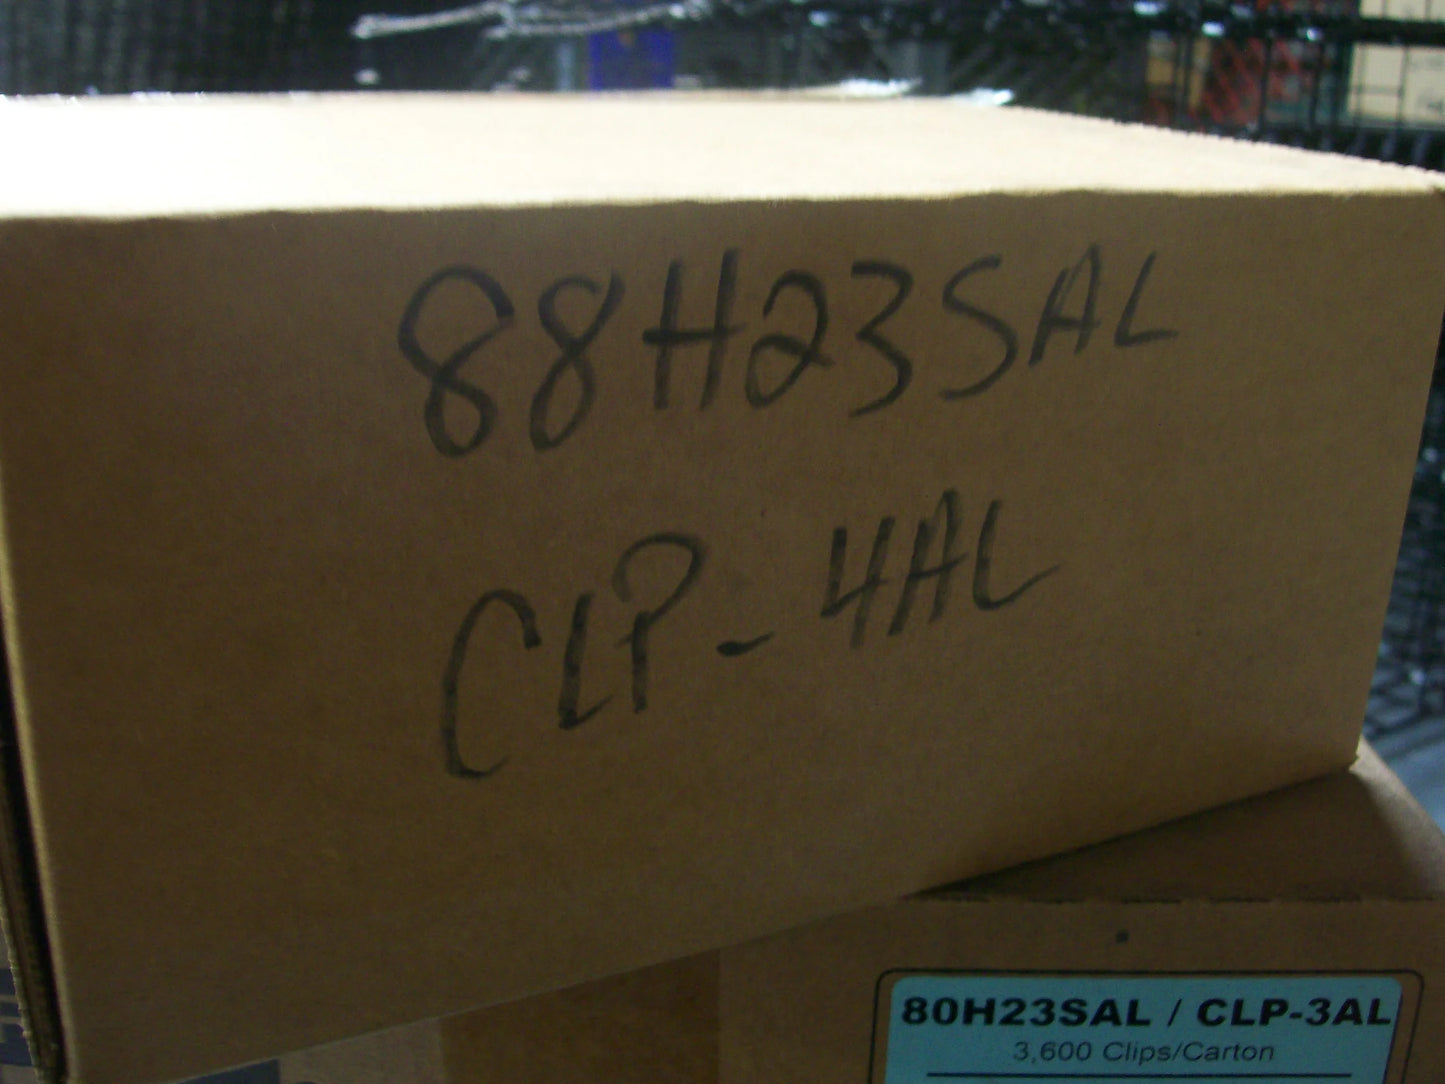 88H23SAL
CLP-4AL
80H23SAL / CLP-3AL
3,600 Clips/Carton